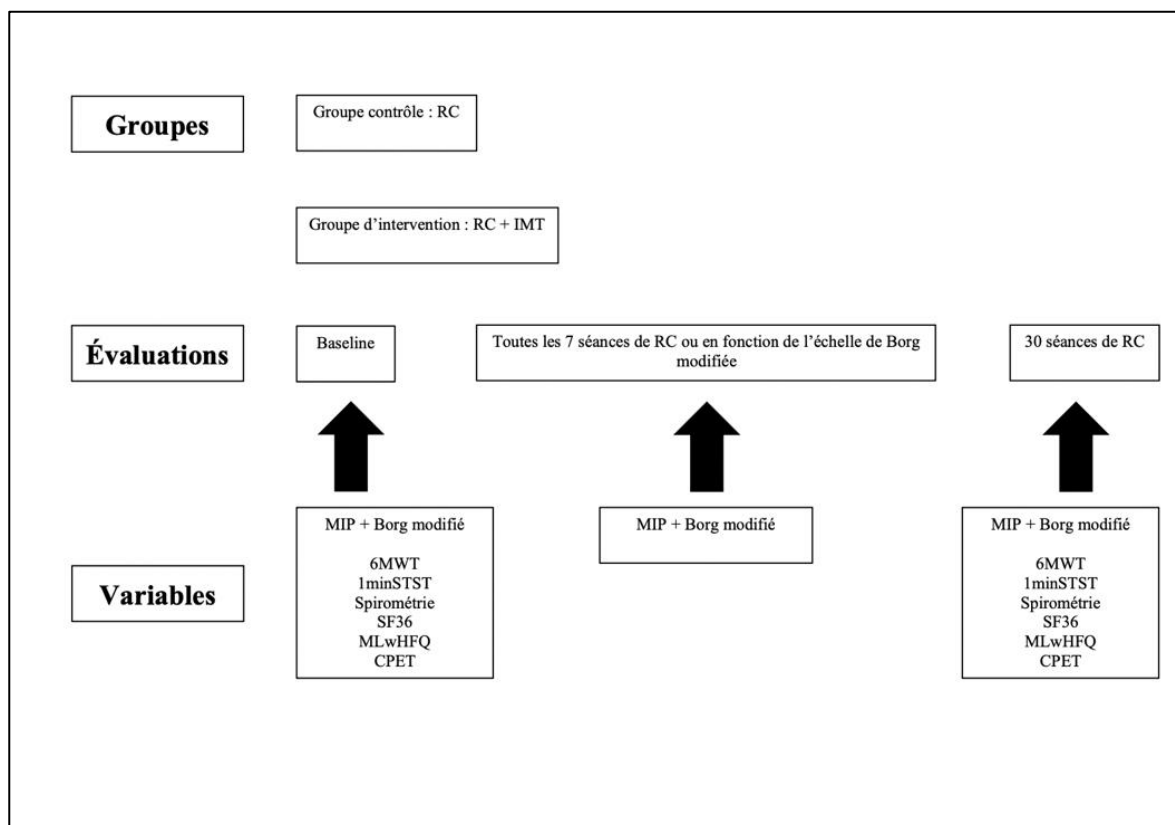 Groupes
Groupe contrôle : RC
Groupe d’intervention : RC + IMT
Évaluations
Baseline
Toutes les 7 séances de RC ou en fonction de l’échelle de Borg
modifiée
30 séances de RC
Variables
MIP + Borg modifié
6MWT
1minSTST
Spirométrie
SF36
MLwHFQ
CPET
MIP + Borg modifié
MIP + Borg modifié
6MWT
1minSTST
Spirométrie
SF36
MLwHFQ
CPET